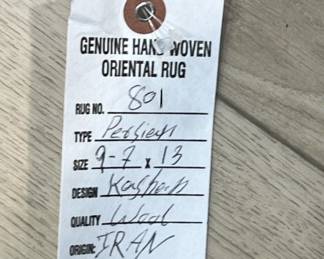 GENUINE HAND WOVEN
ORIENTAL RUG
RUG NO. 801
TYPE Persian
SIZE 9-7 x 13
DESIGN Kashan
QUALITY Wool
ORIGIN: IRAN